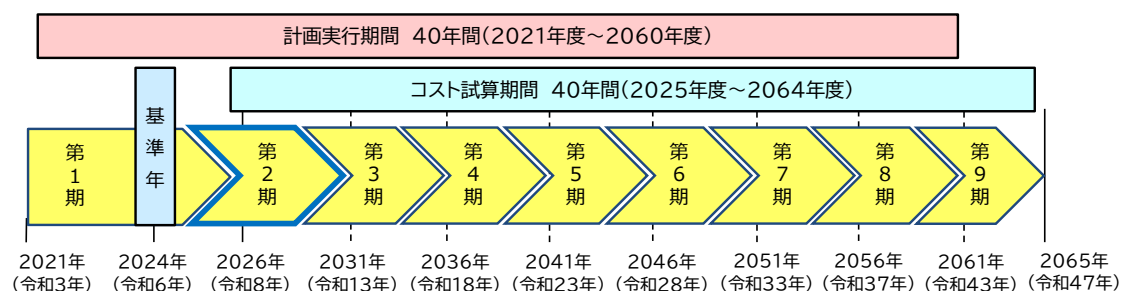 計画実行期間 40年間(2021年度～2060年度)
コスト試算期間 40年間(2025年度～2064年度)
基準年
第1期
第2期
第3期
第4期
第5期
第6期
第7期
第8期
第9期
2021年
(令和3年)
2024年
(令和6年)
2026年
(令和8年)
2031年
(令和13年)
2036年
(令和18年)
2041年
(令和23年)
2046年
(令和28年)
2051年
(令和33年)
2056年
(令和37年)
2061年
(令和43年)
2065年
(令和47年)